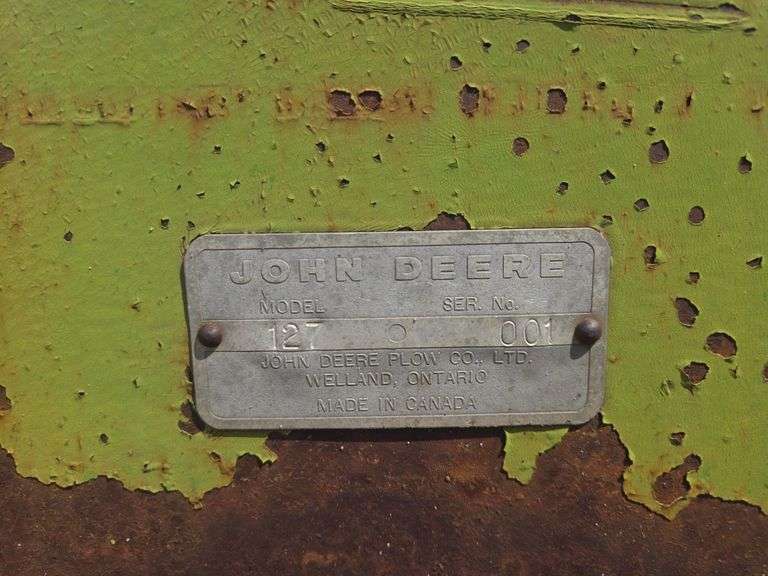 JOHN DEERE
MODEL SER. No.
127 001
JOHN DEERE PLOW CO., LTD.
WELLAND, ONTARIO
MADE IN CANADA